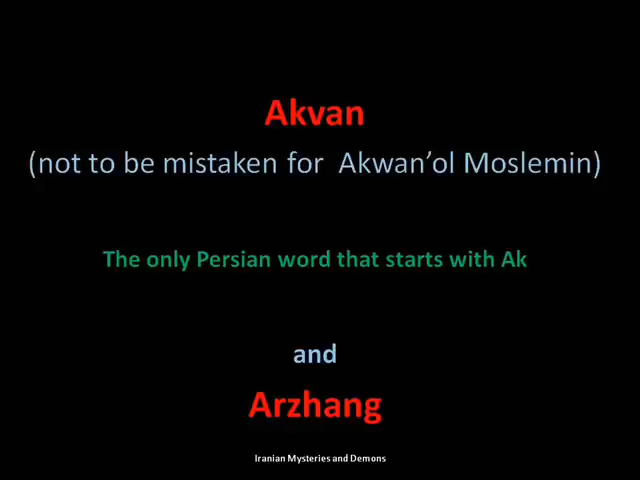 Akvan
(not to be mistaken for  Akwan’ol Moslemin)
The only Persian word that starts with Ak
and
Arzhang
Iranian Mysteries and Demons